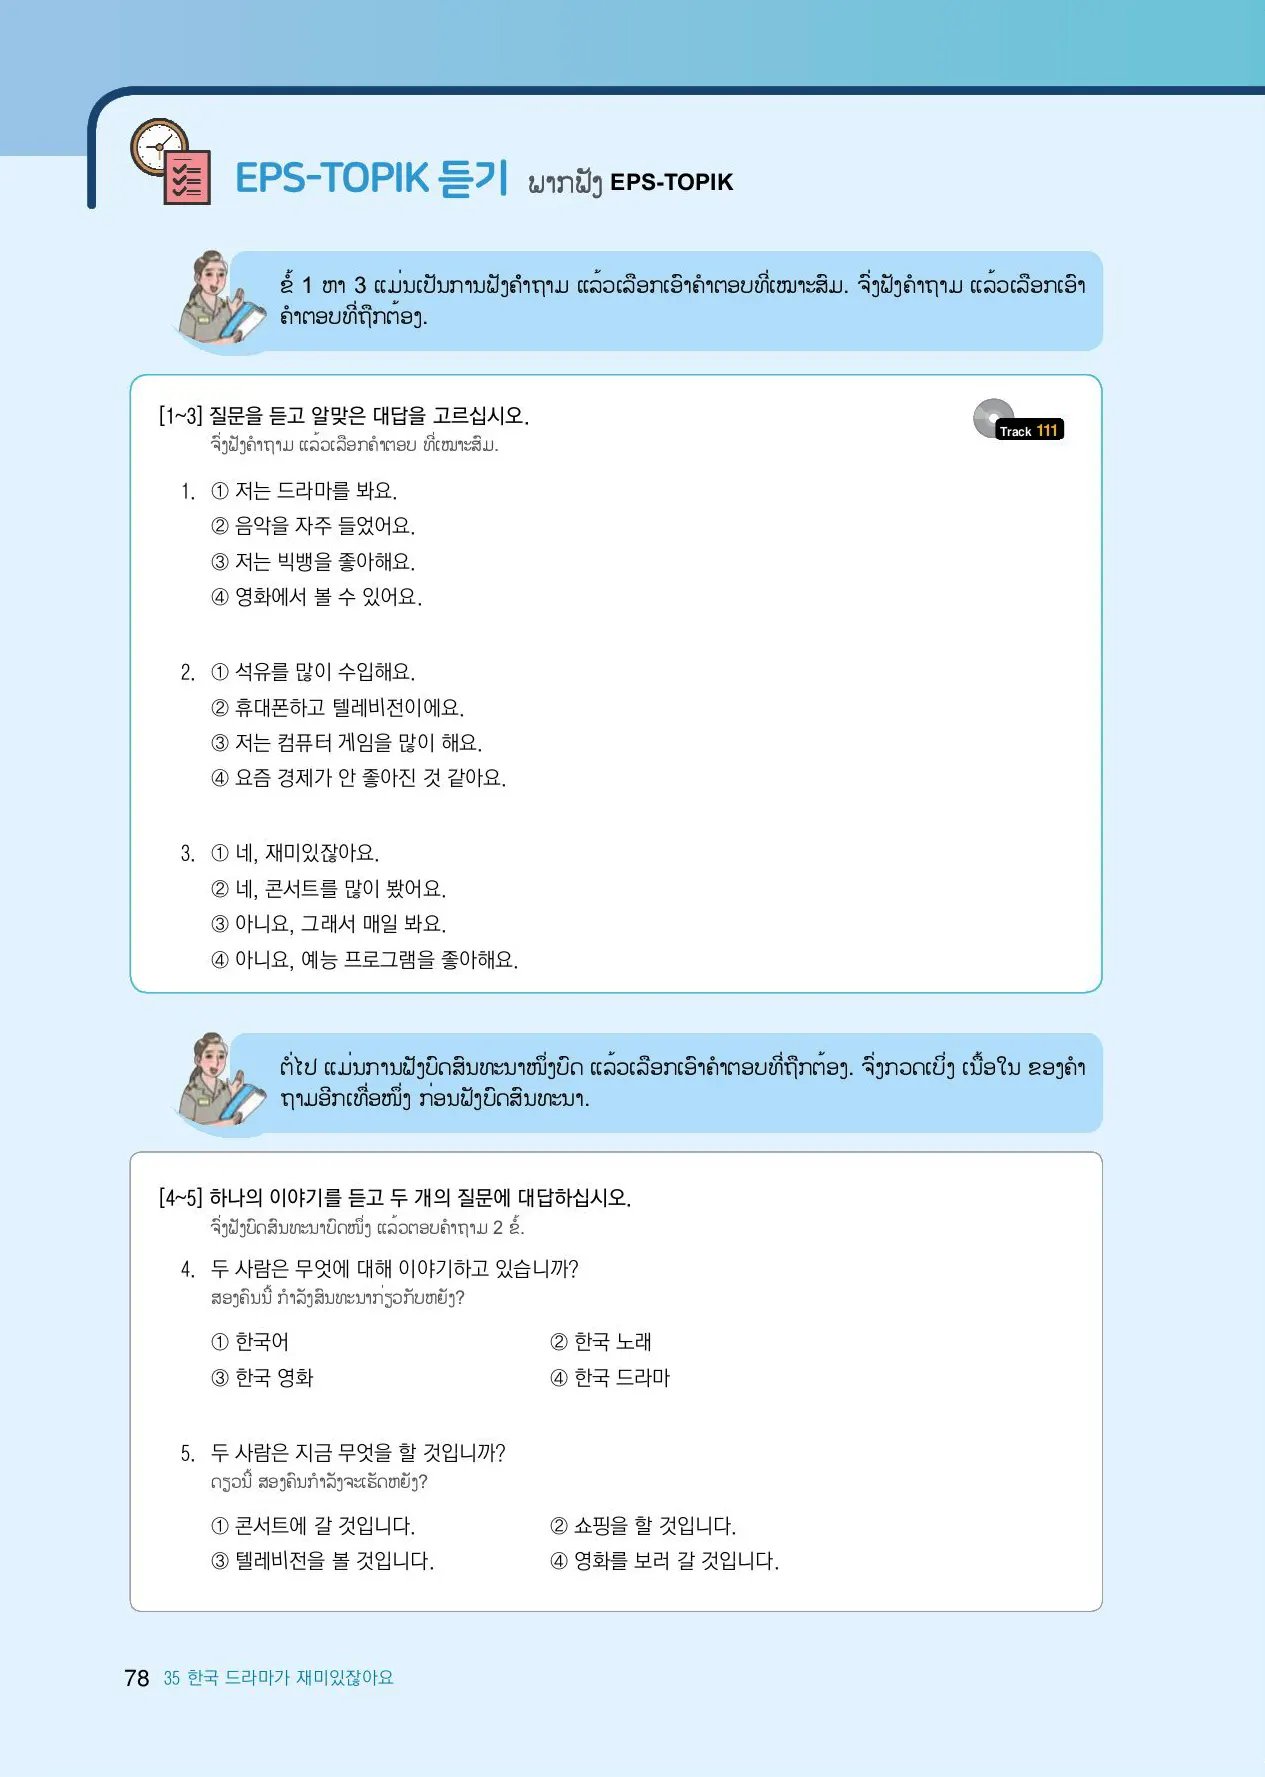 EPS-TOPIK 듣기 ພາກຟັງ EPS-TOPIK
ຂໍ້ 1 ຫາ 3 ແມ່ນເປັນການຟັງຄຳຖາມ ແລ້ວເລືອກເອົາຄຳຕອບທີ່ເໝາະສົມ. ຈົ່ງຟັງຄຳຖາມ ແລ້ວເລືອກເອົາ
ຄຳຕອບທີ່ຖືກຕ້ອງ.
[1~3] 질문을 듣고 알맞은 대답을 고르십시오.
ຈົ່ງຟັງຄຳຖາມ ແລ້ວເລືອກຄຳຕອບ ທີ່ເໝາະສົມ.
Track 111
1. ① 저는 드라마를 봐요.
② 음악을 자주 들었어요.
③ 저는 빅뱅을 좋아해요.
④ 영화에서 볼 수 있어요.
2. ① 석유를 많이 수입해요.
② 휴대폰하고 텔레비전이에요.
③ 저는 컴퓨터 게임을 많이 해요.
④ 요즘 경제가 안 좋아진 것 같아요.
3. ① 네, 재미있잖아요.
② 네, 콘서트를 많이 봤어요.
③ 아니요, 그래서 매일 봐요.
④ 아니요, 예능 프로그램을 좋아해요.
ຕໍ່ໄປ ແມ່ນການຟັງບົດສົນທະນາໜຶ່ງບົດ ແລ້ວເລືອກເອົາຄຳຕອບທີ່ຖືກຕ້ອງ. ຈົ່ງກວດເບິ່ງ ເນື້ອໃນ ຂອງຄຳ
ຖາມອີກເທື່ອໜຶ່ງ ກ່ອນຟັງບົດສົນທະນາ.
[4~5] 하나의 이야기를 듣고 두 개의 질문에 대답하십시오.
ຈົ່ງຟັງບົດສົນທະນາບົດໜຶ່ງ ແລ້ວຕອບຄຳຖາມ 2 ຂໍ້.
4. 두 사람은 무엇에 대해 이야기하고 있습니까?
ສອງຄົນນີ້ ກຳລັງສົນທະນາກ່ຽວກັບຫຍັງ?
① 한국어 ② 한국 노래
③ 한국 영화 ④ 한국 드라마
5. 두 사람은 지금 무엇을 할 것입니까?
ດຽວນີ້ ສອງຄົນກຳລັງຈະເຮັດຫຍັງ?
① 콘서트에 갈 것입니다. ② 쇼핑을 할 것입니다.
③ 텔레비전을 볼 것입니다. ④ 영화를 보러 갈 것입니다.
78 35 한국 드라마가 재미있잖아요